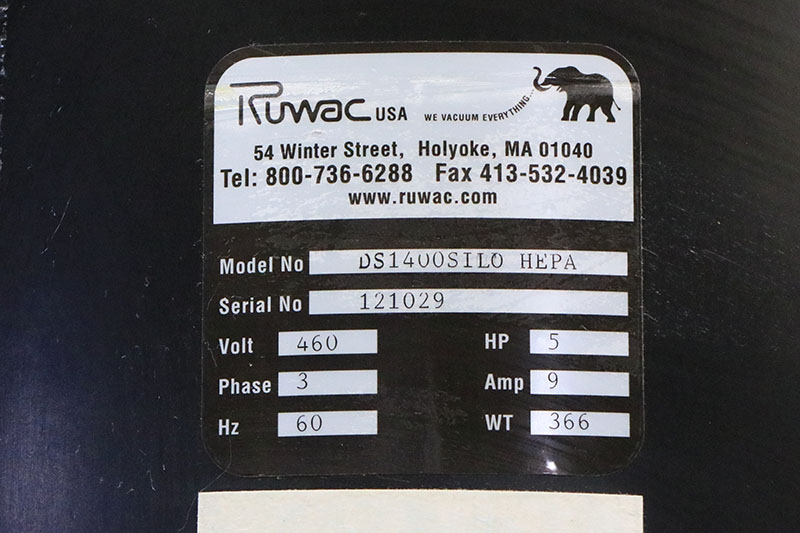 Ruwac USA WE VACUUM EVERYTHING...
54 Winter Street, Holyoke, MA 01040
Tel: 800-736-6288 Fax 413-532-4039
www.ruwac.com
Model No DS1400SILO HEPA
Serial No 121029
Volt 460 HP 5
Phase 3 Amp 9
Hz 60 WT 366